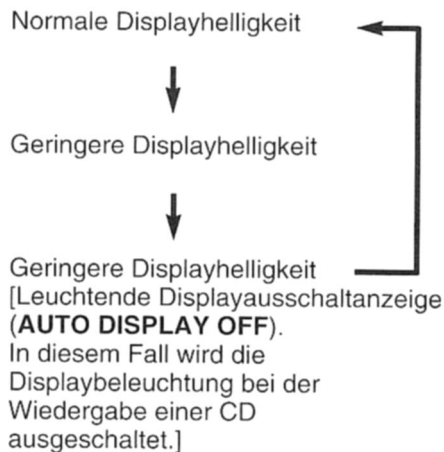 Normale Displayhelligkeit
Geringere Displayhelligkeit
Geringere Displayhelligkeit
[Leuchtende Displayausschaltanzeige
(AUTO DISPLAY OFF).
In diesem Fall wird die
Displaybeleuchtung bei der
Wiedergabe einer CD
ausgeschaltet.]